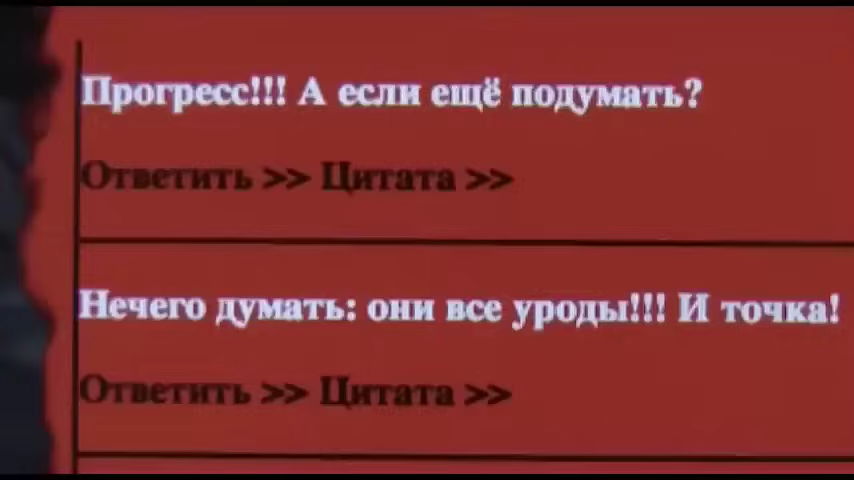 Прогресс!!! А если ещё подумать?
Ответить >> Цитата >>
Нечего думать: они все уроды!!! И точка!
Ответить >> Цитата >>